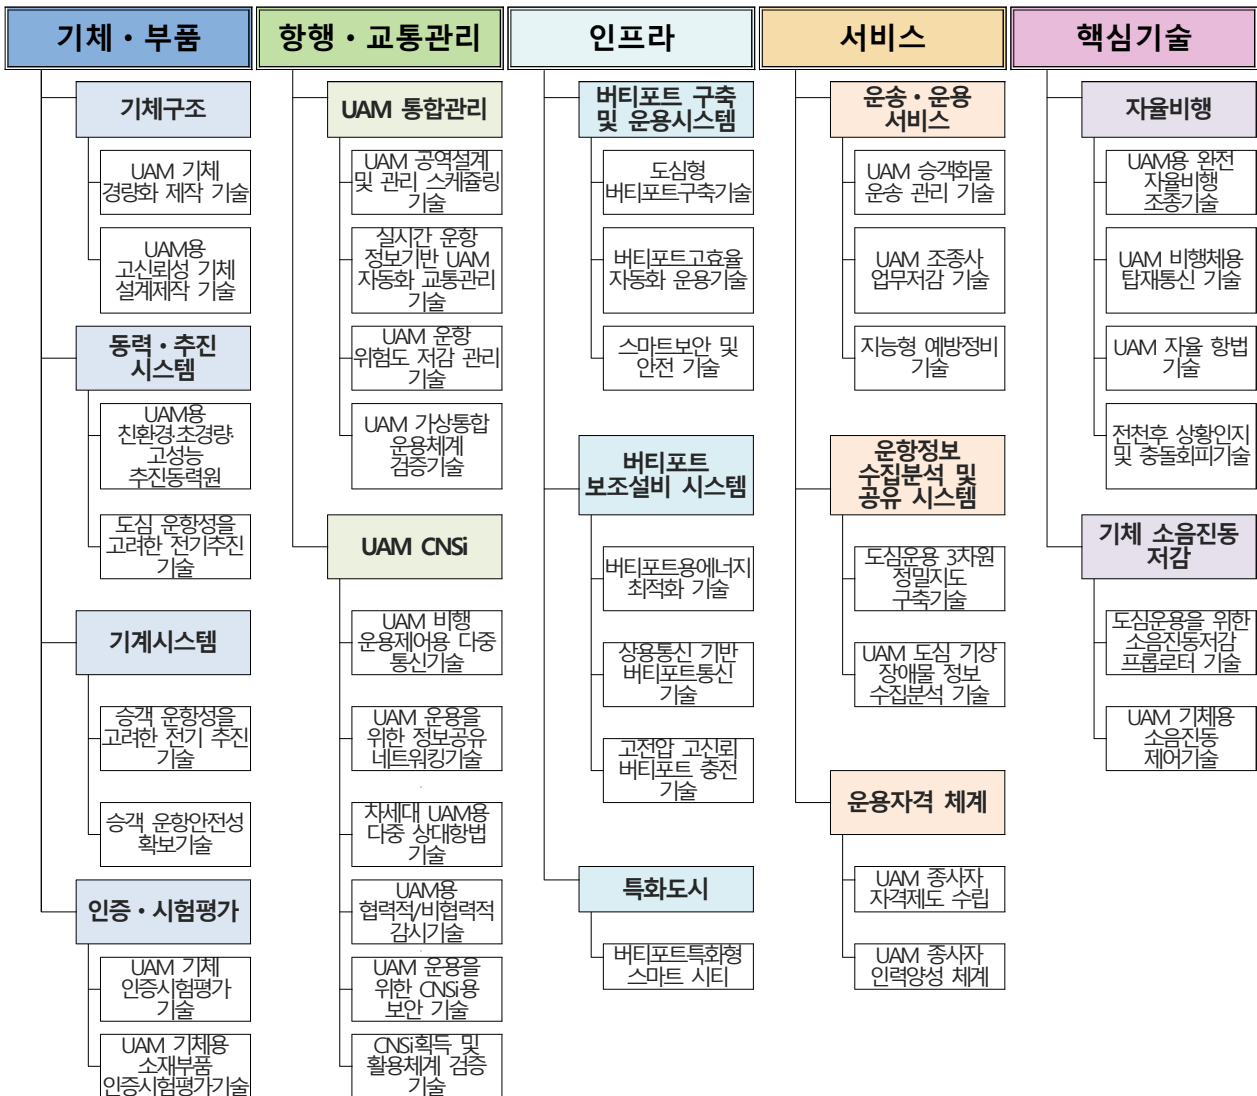 기체・부품
기체구조
UAM 기체
경량화 제작 기술
UAM용
고신뢰성 기체
설계제작 기술
동력・추진
시스템
UAM용
친환경·초경량·
고성능
추진동력원
도심 운항성을
고려한 전기추진
기술
기계시스템
승객 운항성을
고려한 전기 추진
기술
승객 운항안전성
확보기술
인증・시험평가
UAM 기체
인증시험평가
기술
UAM 기체용
소재부품
인증시험평가기술
항행・교통관리
UAM 통합관리
UAM 공역설계
및 관리 스케쥴링
기술
실시간 운항
정보기반 UAM
자동화 교통관리
기술
UAM 운항
위험도 저감 관리
기술
UAM 가상통합
운용체계
검증기술
UAM CNSi
UAM 비행
운용제어용 다중
통신기술
UAM 운용을
위한 정보공유
네트워킹기술
차세대 UAM용
다중 상대항법
기술
UAM용
협력적/비협력적
감시기술
UAM 운용을
위한 CNSi용
보안 기술
CNSi획득 및
활용체계 검증
기술
인프라
버티포트 구축
및 운용시스템
도심형
버티포트구축기술
버티포트고효율
자동화 운용기술
스마트보안 및
안전 기술
버티포트
보조설비 시스템
버티포트용에너지
최적화 기술
상용통신 기반
버티포트통신
기술
고전압 고신뢰
버티포트 충전
기술
특화도시
버티포트특화형
스마트 시티
서비스
운송・운용
서비스
UAM 승객화물
운송 관리 기술
UAM 조종사
업무저감 기술
지능형 예방정비
기술
운항정보
수집분석 및
공유 시스템
도심운용 3차원
정밀지도
구축기술
UAM 도심 기상
장애물 정보
수집분석 기술
운용자격 체계
UAM 종사자
자격제도 수립
UAM 종사자
인력양성 체계
핵심기술
자율비행
UAM용 완전
자율비행
조종기술
UAM 비행체용
탑재통신 기술
UAM 자율 항법
기술
전천후 상황인지
및 충돌회피기술
기체 소음진동
저감
도심운용을 위한
소음진동저감
프롭로터 기술
UAM 기체용
소음진동
제어기술